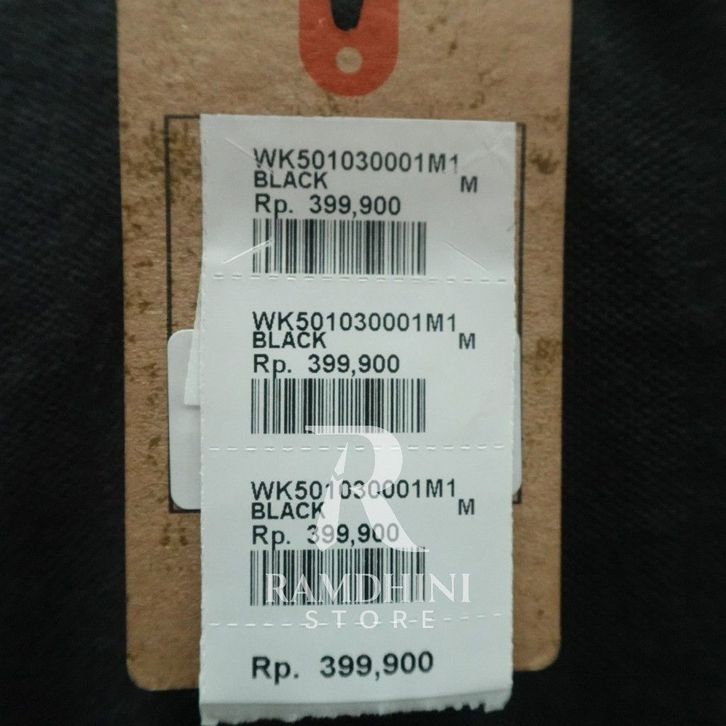 WK501030001M1
BLACK M
Rp. 399,900
WK501030001M1
BLACK M
Rp. 399,900
WK501030001M1
BLACK M
Rp. 399,900
R
RAMDHINI
STORE
Rp. 399,900